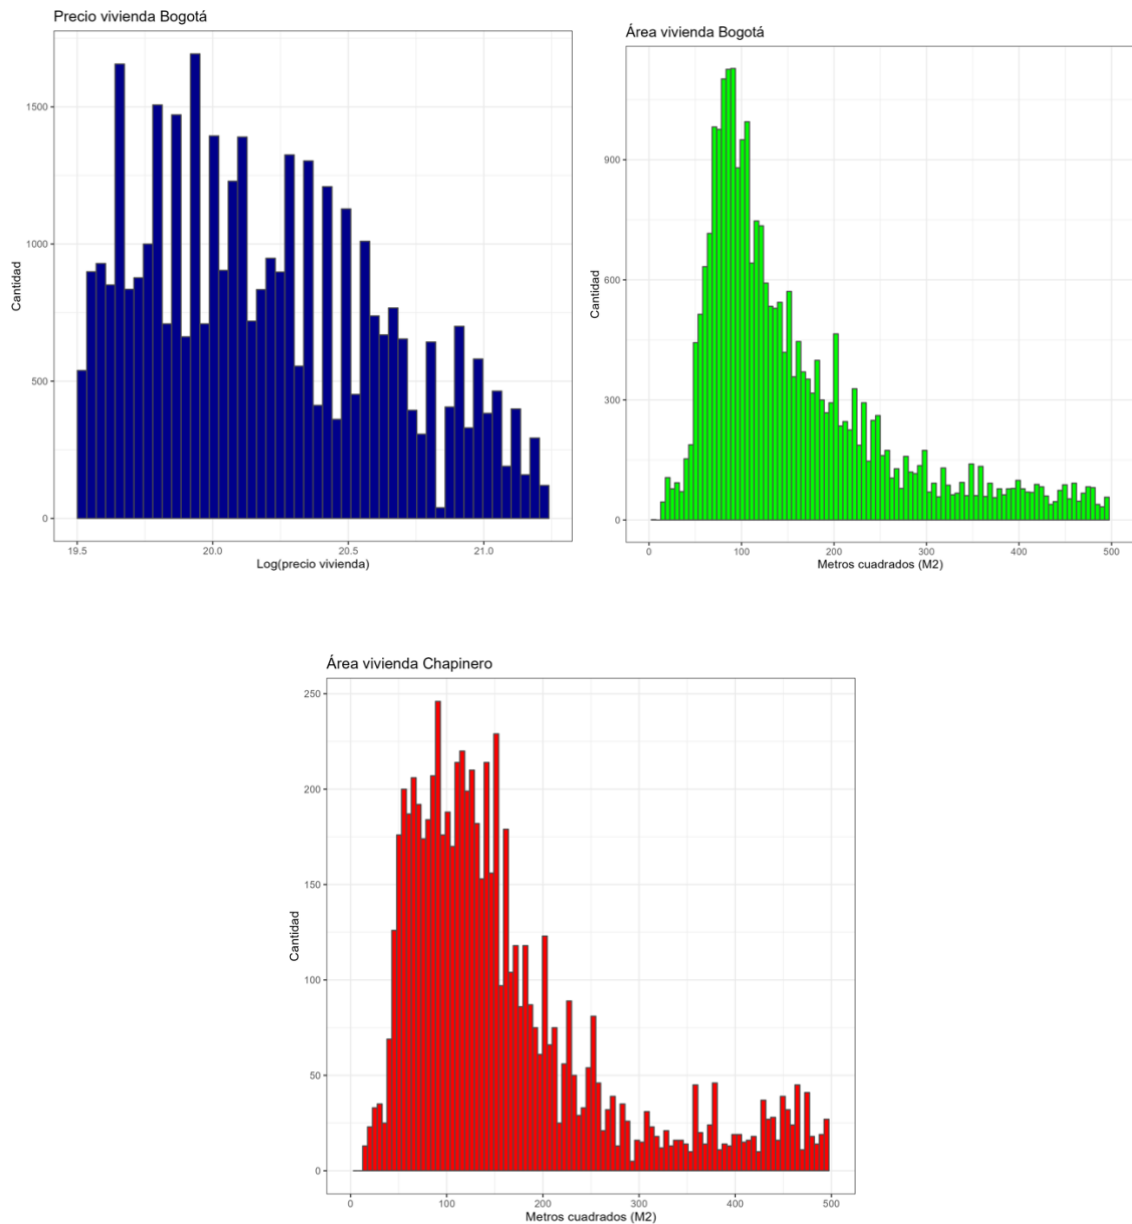 Precio vivienda Bogotá
1500
1000
500
0
Cantidad
19.5 20.0 20.5 21.0
Log(precio vivienda)
Área vivienda Bogotá
900
600
300
0
Cantidad
0 100 200 300 400 500
Metros cuadrados (M2)
Área vivienda Chapinero
250
200
150
100
50
0
Cantidad
0 100 200 300 400 500
Metros cuadrados (M2)